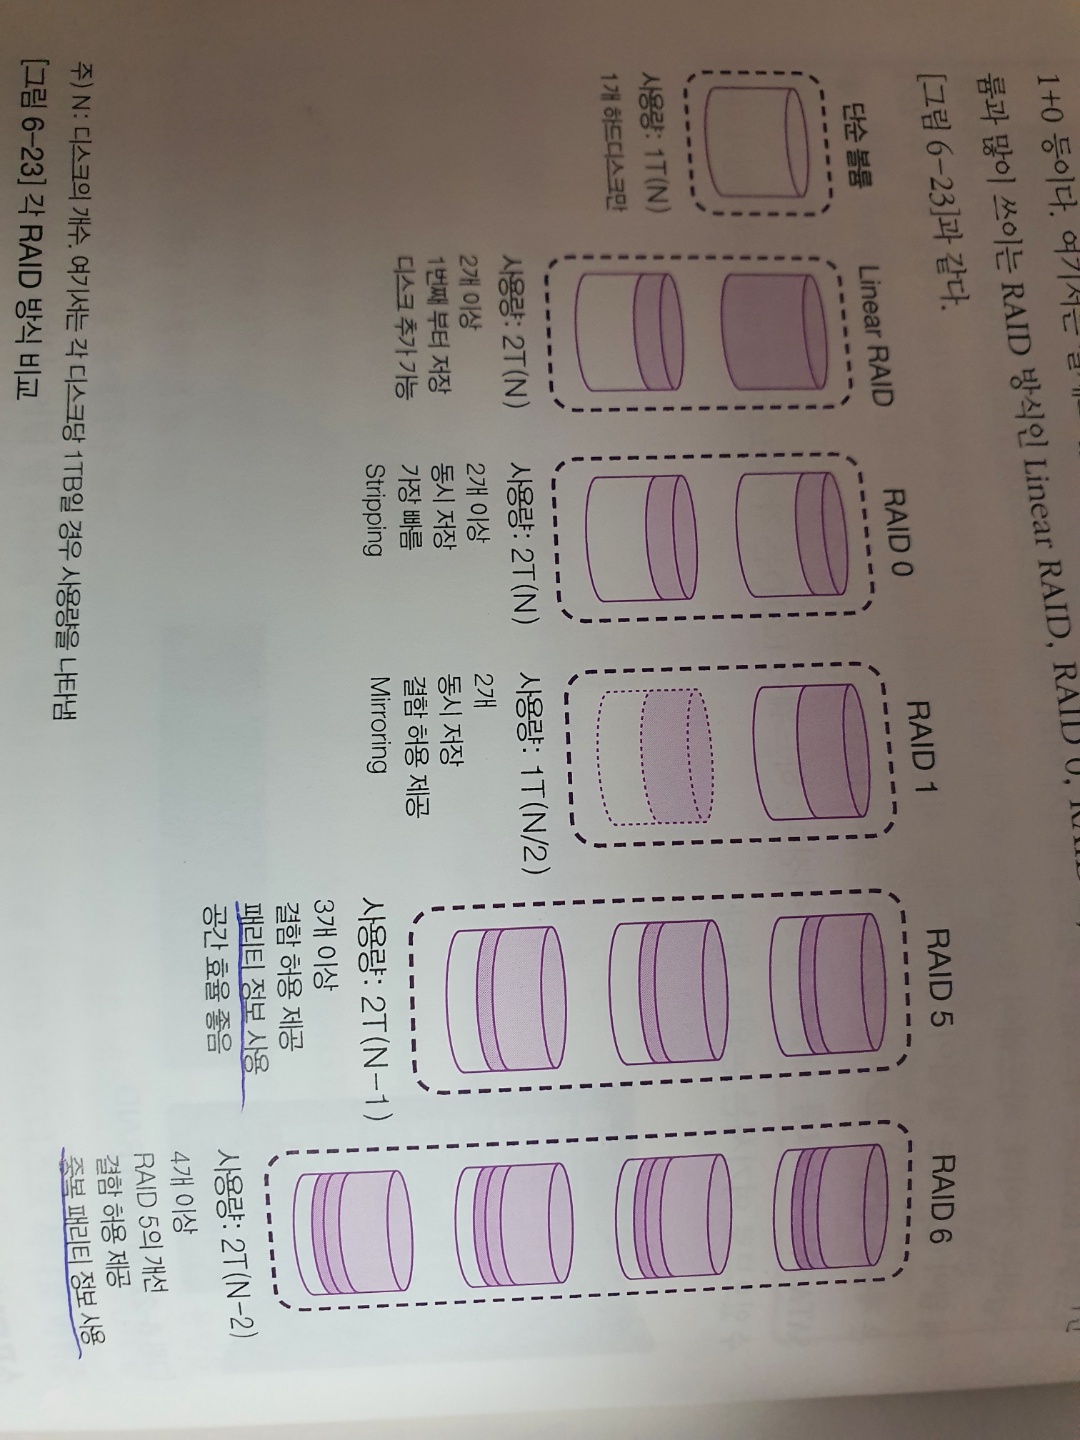 1+0 등이다. 여기서는
륨과 많이 쓰이는 RAID 방식인 Linear RAID, RAID 0,
[그림 6-23]과 같다.
단순 볼륨
사용량: 1T(N)
1개 하드디스크만
Linear RAID
사용량: 2T(N)
2개 이상
1번째 부터 저장
디스크 추가 가능
RAID 0
사용량: 2T(N)
2개 이상
동시 저장
가장 빠름
Stripping
RAID 1
사용량: 1T(N/2)
2개
동시 저장
결함 허용 제공
Mirroring
RAID 5
사용량: 2T(N-1)
3개 이상
결함 허용 제공
패리티 정보 사용
공간 효율 좋음
RAID 6
사용량: 2T(N-2)
4개 이상
RAID 5의 개선
결함 허용 제공
중복 패리티 정보 사용
주) N: 디스크의 개수. 여기서는 각 디스크당 1TB일 경우 사용량을 나타냄
[그림 6-23] 각 RAID 방식 비교